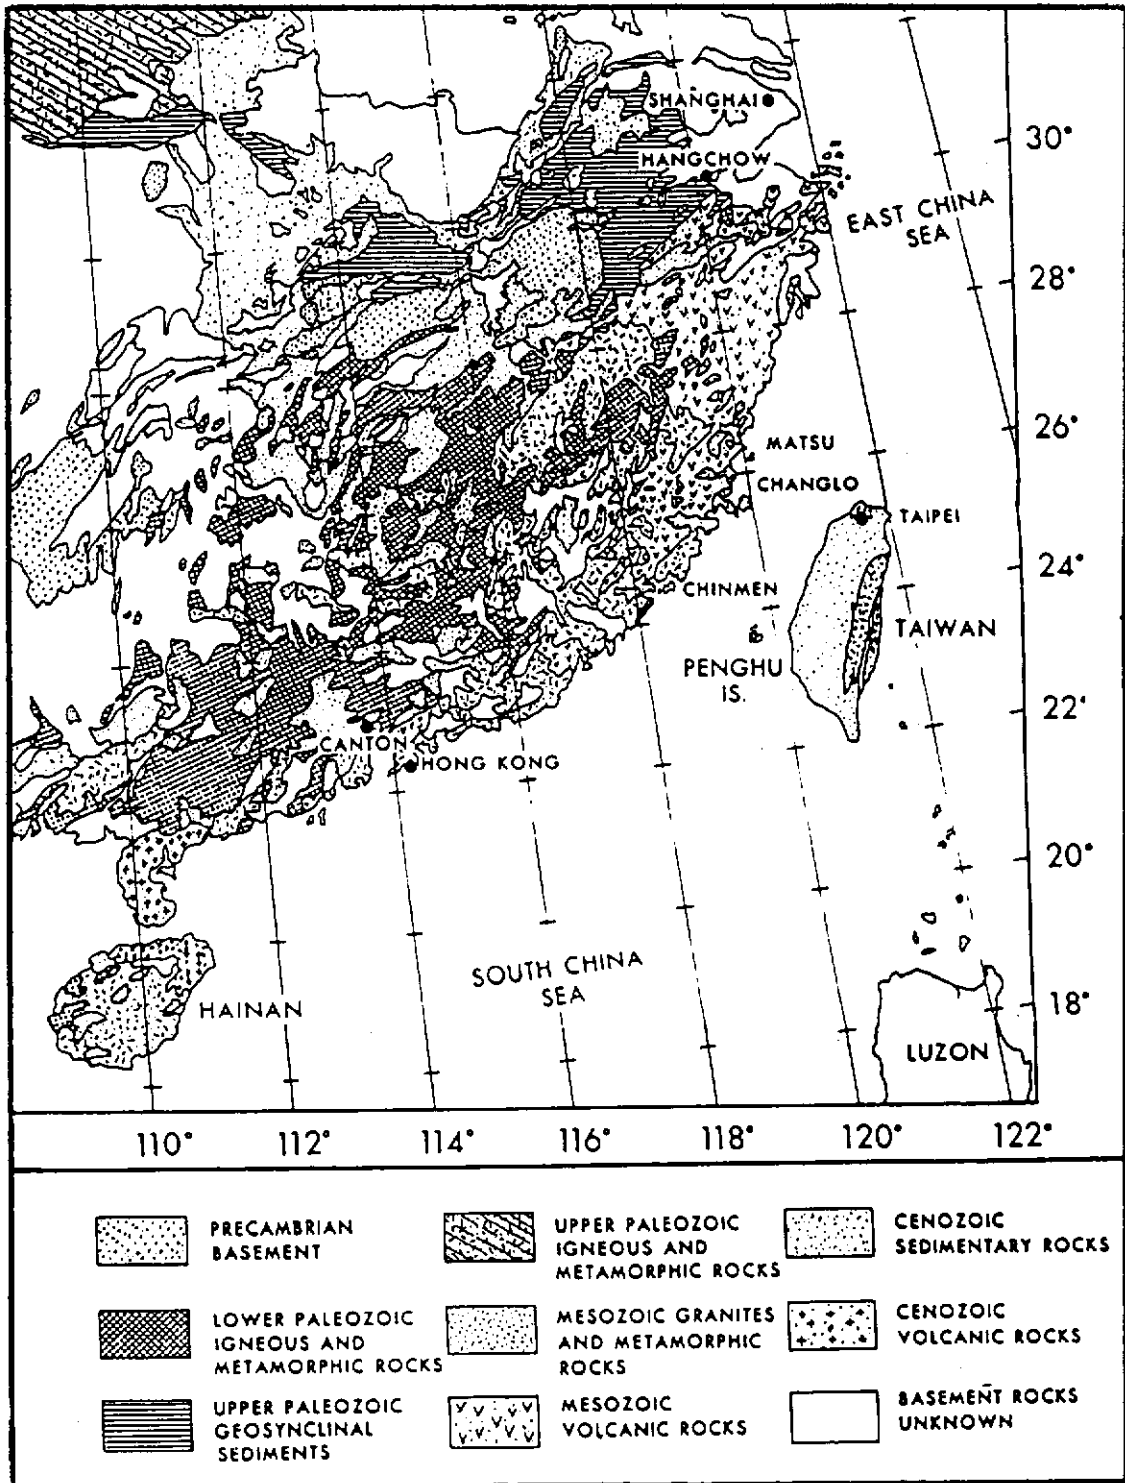 SHANGHAI
30°
HANGCHOW
EAST CHINA
SEA
28°
26°
MATSU
CHANGLO
TAIPEI
24°
CHINMEN
TAIWAN
PENGHU
IS.
22°
CANTON
HONG KONG
20°
SOUTH CHINA
SEA
HAINAN
18°
LUZON
110°
112°
114°
116°
118°
120°
122°
PRECAMBRIAN
BASEMENT
UPPER PALEOZOIC
IGNEOUS AND
METAMORPHIC ROCKS
CENOZOIC
SEDIMENTARY ROCKS
LOWER PALEOZOIC
IGNEOUS AND
METAMORPHIC ROCKS
MESOZOIC GRANITES
AND METAMORPHIC
ROCKS
CENOZOIC
VOLCANIC ROCKS
UPPER PALEOZOIC
GEOSYNCLINAL
SEDIMENTS
MESOZOIC
VOLCANIC ROCKS
BASEMENT ROCKS
UNKNOWN